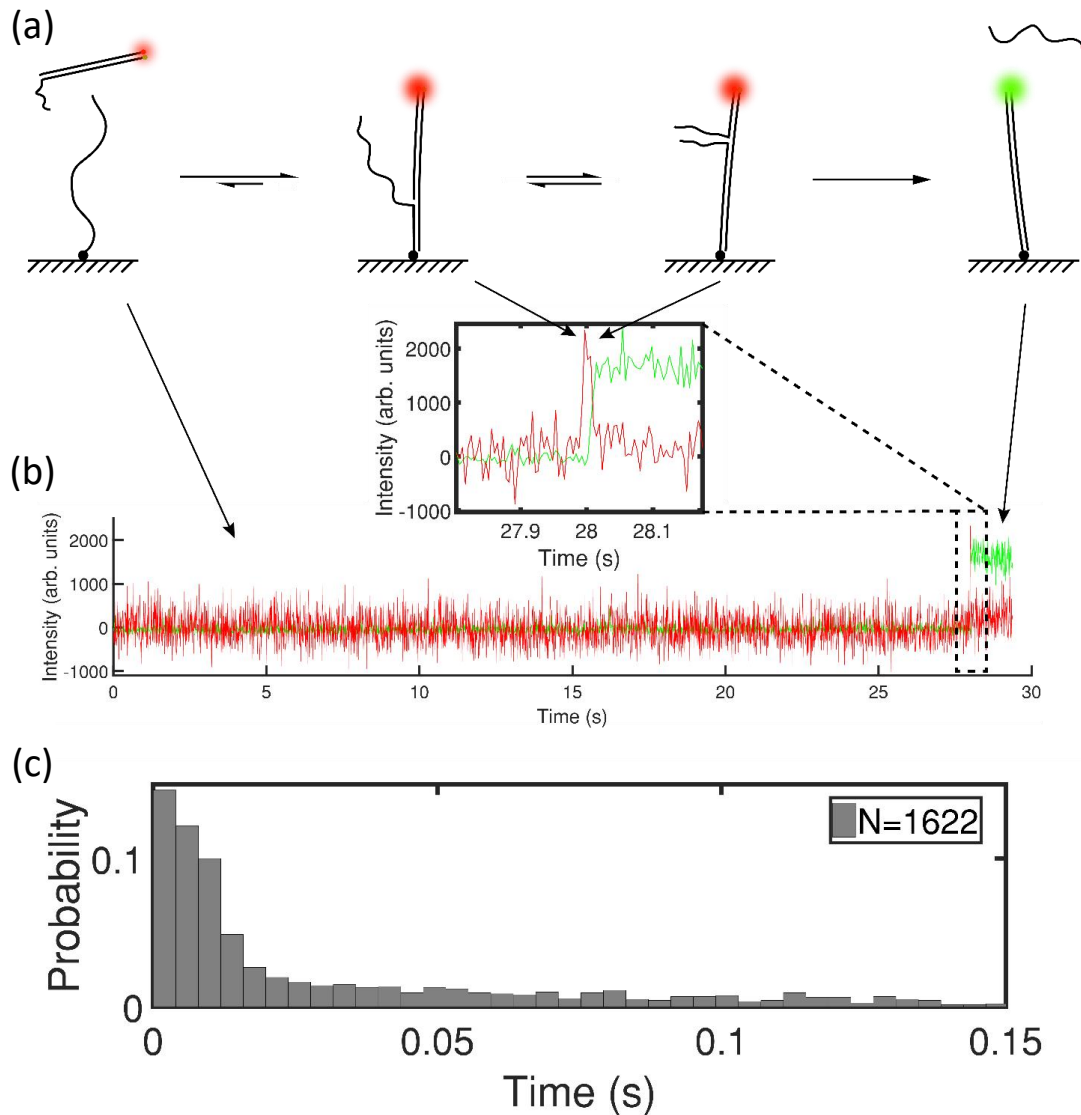 (a)
Intensity (arb. units)
2000
1000
0
-1000
27.9
28
28.1
Time (s)
(b)
Intensity (arb. units)
2000
1000
0
-1000
0
5
10
15
20
25
30
Time (s)
(c)
Probability
0.1
0
N=1622
0
0.05
0.1
0.15
Time (s)